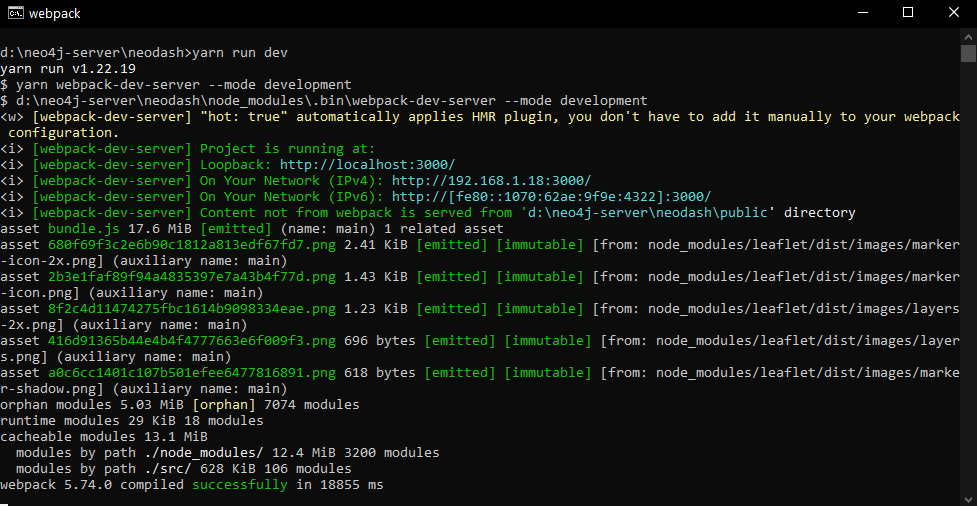 webpack
d:\neo4j-server\neodash>yarn run dev
yarn run v1.22.19
$ yarn webpack-dev-server --mode development
$ d:\neo4j-server\neodash\node_modules\.bin\webpack-dev-server --mode development
<w> [webpack-dev-server] "hot: true" automatically applies HMR plugin, you don't have to add it manually to your webpack
 configuration.
<i> [webpack-dev-server] Project is running at:
<i> [webpack-dev-server] Loopback: http://localhost:3000/
<i> [webpack-dev-server] On Your Network (IPv4): http://192.168.1.18:3000/
<i> [webpack-dev-server] On Your Network (IPv6): http://[fe80::1070:62ae:9f9e:4322]:3000/
<i> [webpack-dev-server] Content not from webpack is served from 'd:\neo4j-server\neodash\public' directory
asset bundle.js 17.6 MiB [emitted] (name: main) 1 related asset
asset 680f69f3c2e6b90c1812a813edf67fd7.png 2.41 KiB [emitted] [immutable] [from: node_modules/leaflet/dist/images/marker
-icon-2x.png] (auxiliary name: main)
asset 2b3e1faf89f94a4835397e7a43b4f77d.png 1.43 KiB [emitted] [immutable] [from: node_modules/leaflet/dist/images/marker
-icon.png] (auxiliary name: main)
asset 8f2c4d11474275fbc1614b9098334eae.png 1.23 KiB [emitted] [immutable] [from: node_modules/leaflet/dist/images/layers
-2x.png] (auxiliary name: main)
asset 416d91365b44e4b4f4777663e6f009f3.png 696 bytes [emitted] [immutable] [from: node_modules/leaflet/dist/images/layer
s.png] (auxiliary name: main)
asset a0c6cc1401c107b501efee6477816891.png 618 bytes [emitted] [immutable] [from: node_modules/leaflet/dist/images/marke
r-shadow.png] (auxiliary name: main)
orphan modules 5.03 MiB [orphan] 7074 modules
runtime modules 29 KiB 18 modules
cacheable modules 13.1 MiB
  modules by path ./node_modules/ 12.4 MiB 3200 modules
  modules by path ./src/ 628 KiB 106 modules
webpack 5.74.0 compiled successfully in 18855 ms